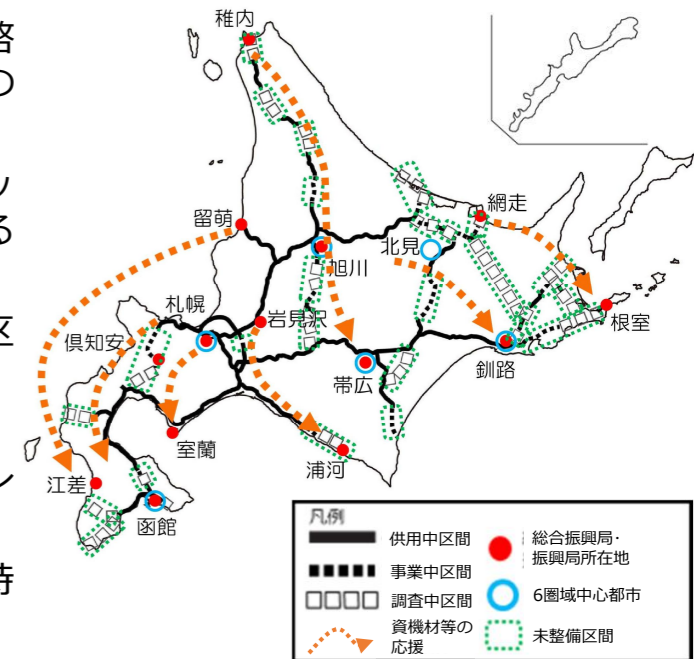 路
の
ツ
る
区
ン
時
稚内
網走
留萌
北見
旭川
札幌
岩見沢
倶知安
根室
帯広
釧路
室蘭
浦河
江差
函館
凡例
供用中区間
総合振興局・
振興局所在地
事業中区間
調査中区間
6圏域中心都市
資機材等の
応援
未整備区間